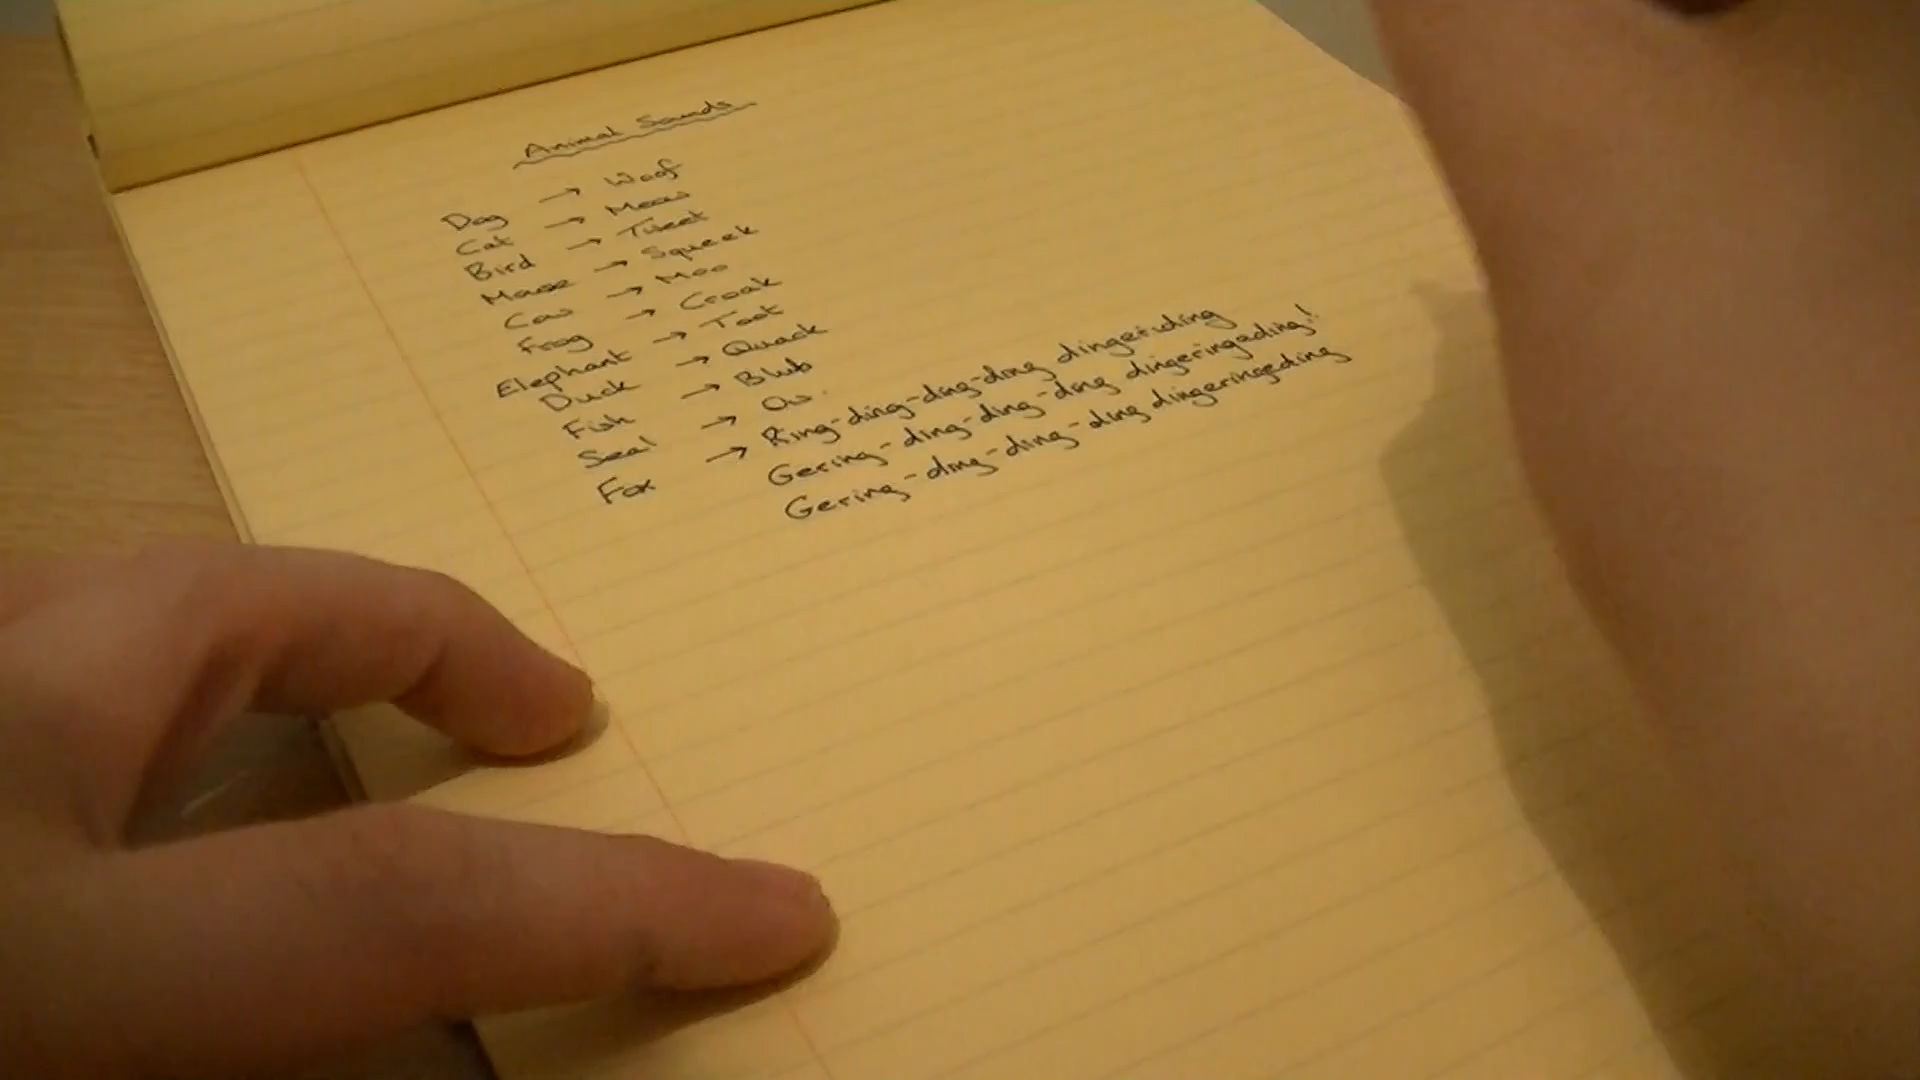 Animal Sounds
Dog → Woof
Cat → Meow
Bird → Tweet
Mouse → Squeek
Cow → Moo
Frog → Croak
Elephant → Toot
Duck → Quack
Fish → Blub
Seal → Ow
Fox → Ring-ding-ding-ding
Gering-ding-ding-ding dingeringeding!
Gering-ding-ding-ding dingeringeding